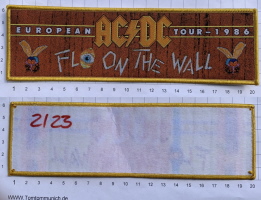 EUROPEAN AC/DC TOUR-1986
FLY ON THE WALL
2123
© www.Tomtommunich.de